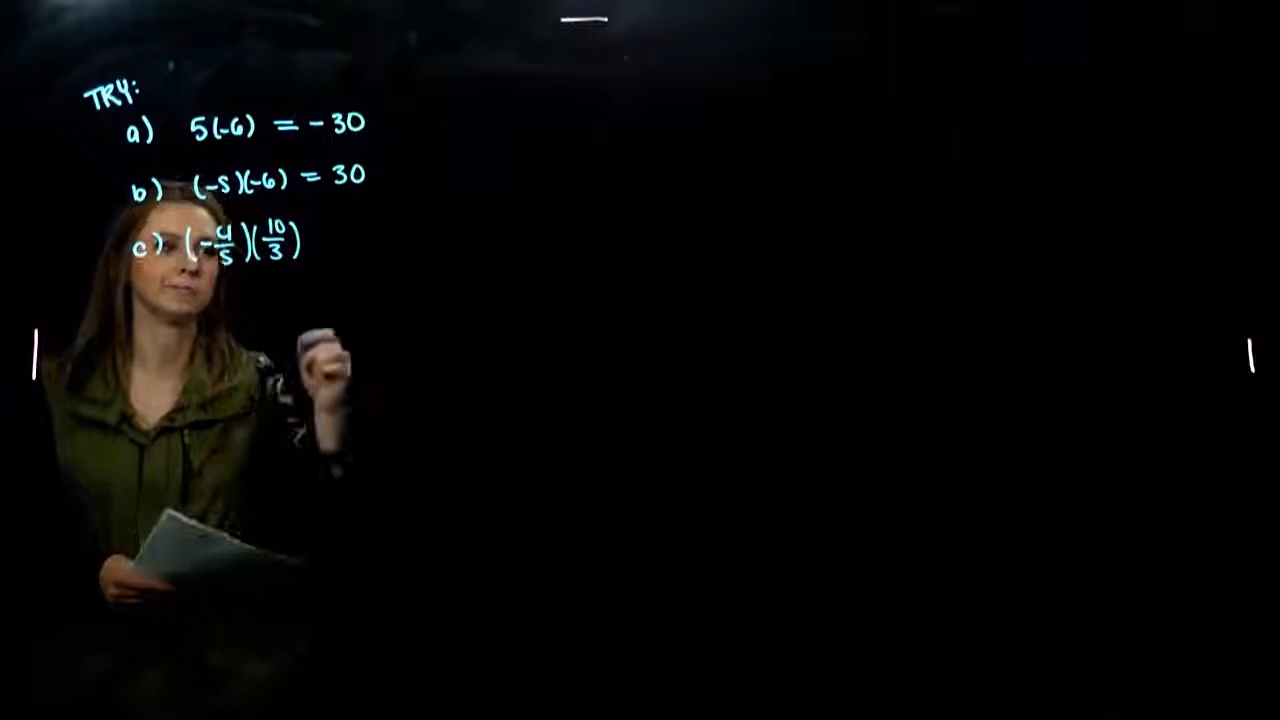 TRY:
a) 5(-6) = -30
b) (-5)(-6) = 30
c) (-4/5)(10/3)